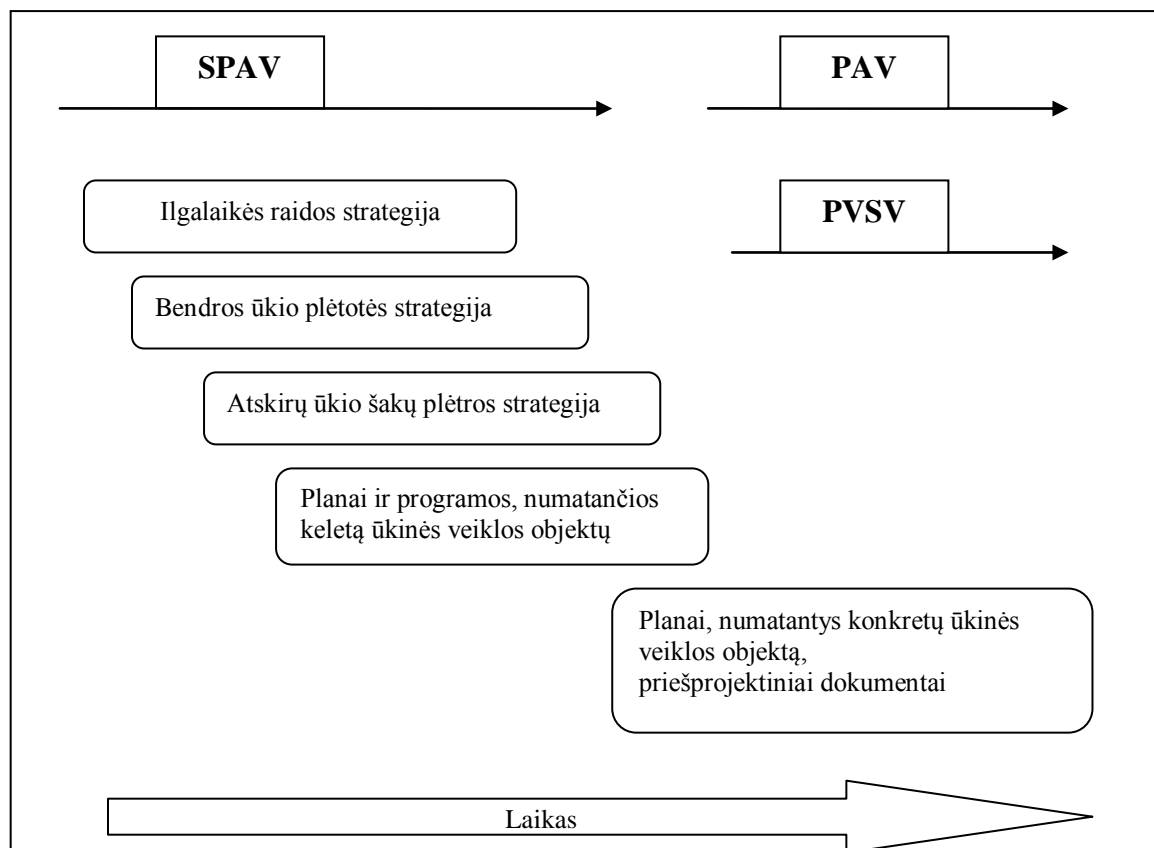 SPAV
PAV
Ilgalaikės raidos strategija
PVSV
Bendros ūkio plėtotės strategija
Atskirų ūkio šakų plėtros strategija
Planai ir programos, numatančios
keletą ūkinės veiklos objektų
Planai, numatantys konkretų ūkinės
veiklos objektą,
priešprojektiniai dokumentai
Laikas